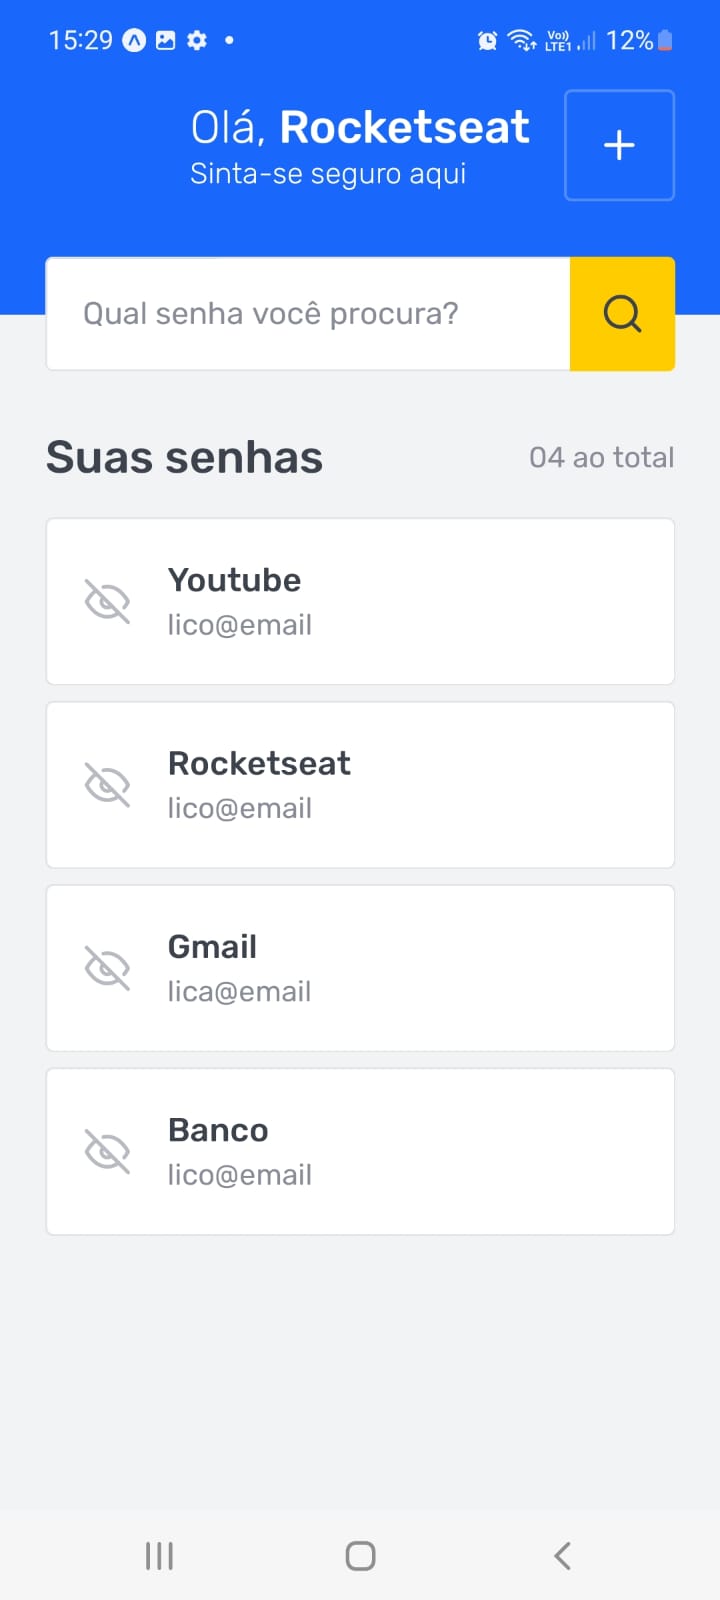 15:29
Vo)) LTE1 12%
Olá, Rocketseat
Sinta-se seguro aqui
Qual senha você procura?
Suas senhas
04 ao total
Youtube
lico@email
Rocketseat
lico@email
Gmail
lica@email
Banco
lico@email